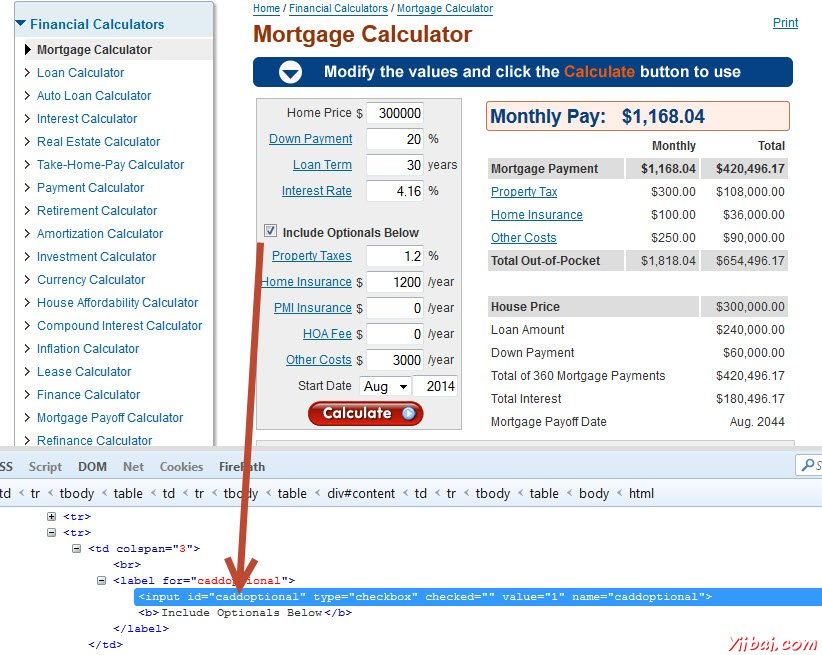 Financial Calculators
Mortgage Calculator
Loan Calculator
Auto Loan Calculator
Interest Calculator
Real Estate Calculator
Take-Home-Pay Calculator
Payment Calculator
Retirement Calculator
Amortization Calculator
Investment Calculator
Currency Calculator
House Affordability Calculator
Compound Interest Calculator
Inflation Calculator
Lease Calculator
Finance Calculator
Mortgage Payoff Calculator
Refinance Calculator
Home / Financial Calculators / Mortgage Calculator
Print
Mortgage Calculator
Modify the values and click the Calculate button to use
Home Price $ 300000
Down Payment 20 %
Loan Term 30 years
Interest Rate 4.16 %
Include Optionals Below
Property Taxes 1.2 %
Home Insurance $ 1200 /year
PMI Insurance $ 0 /year
HOA Fee $ 0 /year
Other Costs $ 3000 /year
Start Date Aug 2014
Calculate
Monthly Pay: $1,168.04
Monthly Total
Mortgage Payment $1,168.04 $420,496.17
Property Tax $300.00 $108,000.00
Home Insurance $100.00 $36,000.00
Other Costs $250.00 $90,000.00
Total Out-of-Pocket $1,818.04 $654,496.17
House Price $300,000.00
Loan Amount $240,000.00
Down Payment $60,000.00
Total of 360 Mortgage Payments $420,496.17
Total Interest $180,496.17
Mortgage Payoff Date Aug. 2044
SS Script DOM Net Cookies FirePath S
td < tr < tbody < table < td < tr < tbody < table < div#content < td < tr < tbody < table < body < html
<tr>
<tr>
<td colspan="3">
<br>
<label for="caddoptional">
<input id="caddoptional" type="checkbox" checked="" value="1" name="caddoptional">
<b>Include Optionals Below</b>
</label>
</td>
Yiibai.com